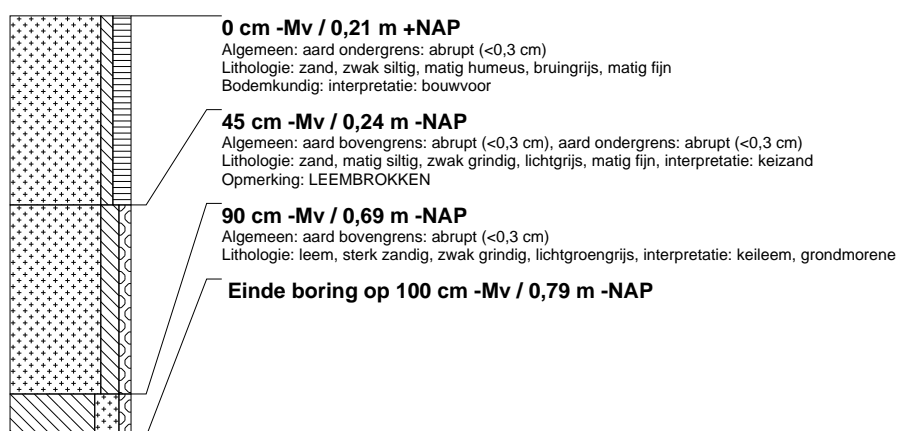 0 cm -Mv / 0,21 m +NAP
Algemeen: aard ondergrens: abrupt (<0,3 cm)
Lithologie: zand, zwak siltig, matig humeus, bruingrijs, matig fijn
Bodemkundig: interpretatie: bouwvoor
45 cm -Mv / 0,24 m -NAP
Algemeen: aard bovengrens: abrupt (<0,3 cm), aard ondergrens: abrupt (<0,3 cm)
Lithologie: zand, matig siltig, zwak grindig, lichtgrijs, matig fijn, interpretatie: keizand
Opmerking: LEEMBROKKEN
90 cm -Mv / 0,69 m -NAP
Algemeen: aard bovengrens: abrupt (<0,3 cm)
Lithologie: leem, sterk zandig, zwak grindig, lichtgroengrijs, interpretatie: keileem, grondmorene
Einde boring op 100 cm -Mv / 0,79 m -NAP